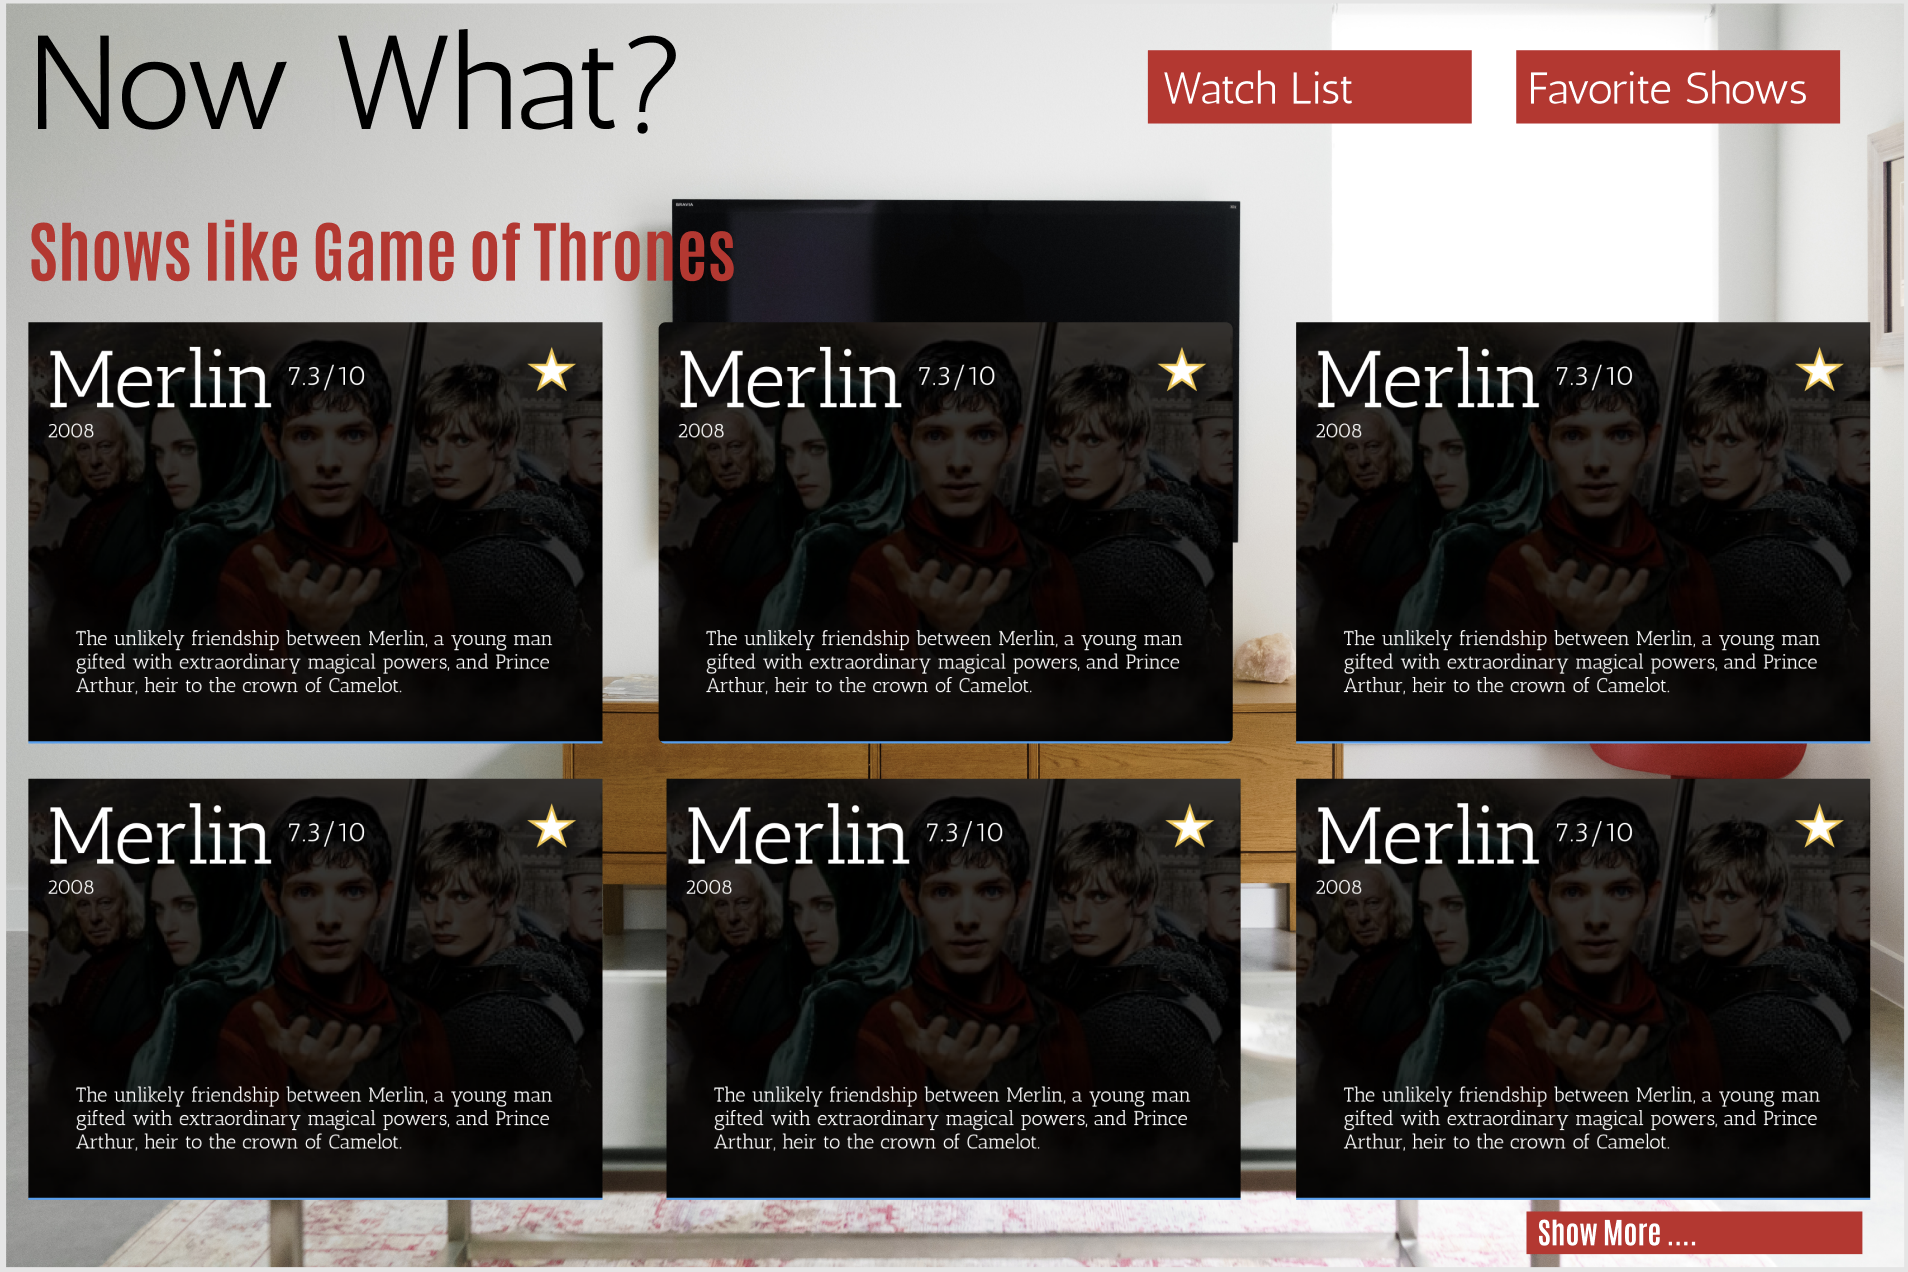 Now What?
Watch List
Favorite Shows
BRAVIA
Shows like Game of Thrones
Merlin 7.3/10
2008
The unlikely friendship between Merlin, a young man
gifted with extraordinary magical powers, and Prince
Arthur, heir to the crown of Camelot.
Merlin 7.3/10
2008
The unlikely friendship between Merlin, a young man
gifted with extraordinary magical powers, and Prince
Arthur, heir to the crown of Camelot.
Merlin 7.3/10
2008
The unlikely friendship between Merlin, a young man
gifted with extraordinary magical powers, and Prince
Arthur, heir to the crown of Camelot.
Merlin 7.3/10
2008
The unlikely friendship between Merlin, a young man
gifted with extraordinary magical powers, and Prince
Arthur, heir to the crown of Camelot.
Merlin 7.3/10
2008
The unlikely friendship between Merlin, a young man
gifted with extraordinary magical powers, and Prince
Arthur, heir to the crown of Camelot.
Merlin 7.3/10
2008
The unlikely friendship between Merlin, a young man
gifted with extraordinary magical powers, and Prince
Arthur, heir to the crown of Camelot.
Show More ....